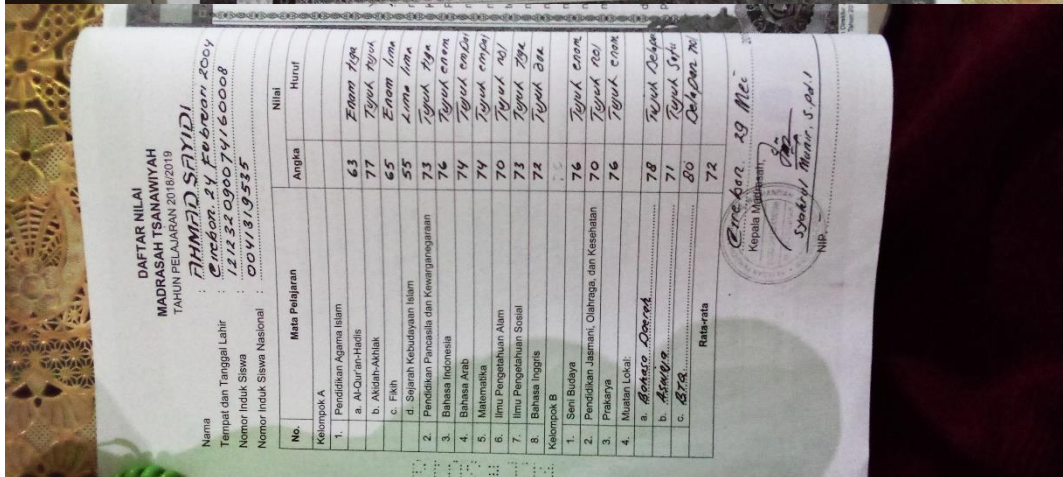 DAFTAR NILAI
MADRASAH TSANAWIYAH
TAHUN PELAJARAN 2018/2019
Nama : AHMAD SAYIDI
Tempat dan Tanggal Lahir : Cirebon. 24 Februari 2004
Nomor Induk Siswa : 121232090074160008
Nomor Induk Siswa Nasional : 0041319535
No. Mata Pelajaran Nilai
Angka Huruf
Kelompok A
1. Pendidikan Agama Islam
a. Al-Qur'an-Hadis 63 Enam tiga
b. Akidah-Akhlak 77 Tujuh tujuh
c. Fikih 65 Enam lima
d. Sejarah Kebudayaan Islam 55 Lima lima
2. Pendidikan Pancasila dan Kewarganegaraan 73 Tujuh tiga
3. Bahasa Indonesia 76 Tujuh enam
4. Bahasa Arab 74 Tujuh empat
5. Matematika 74 Tujuh empat
6. Ilmu Pengetahuan Alam 70 Tujuh nol
7. Ilmu Pengetahuan Sosial 73 Tujuh tiga
8. Bahasa Inggris 72 Tujuh dua
Kelompok B
1. Seni Budaya 76 Tujuh enam
2. Pendidikan Jasmani, Olahraga, dan Kesehatan 70 Tujuh nol
3. Prakarya 76 Tujuh enam
4. Muatan Lokal:
a. Bahasa Daerah 78 Tujuh Delapan
b. Aswaja 71 Tujuh Satu
c. BTQ 80 Delapan nol
Rata-rata 72
Cirebon. 29 Mei 20
Kepala Madrasah,
Syahrul Munir, S.Pd.I
NIP. -